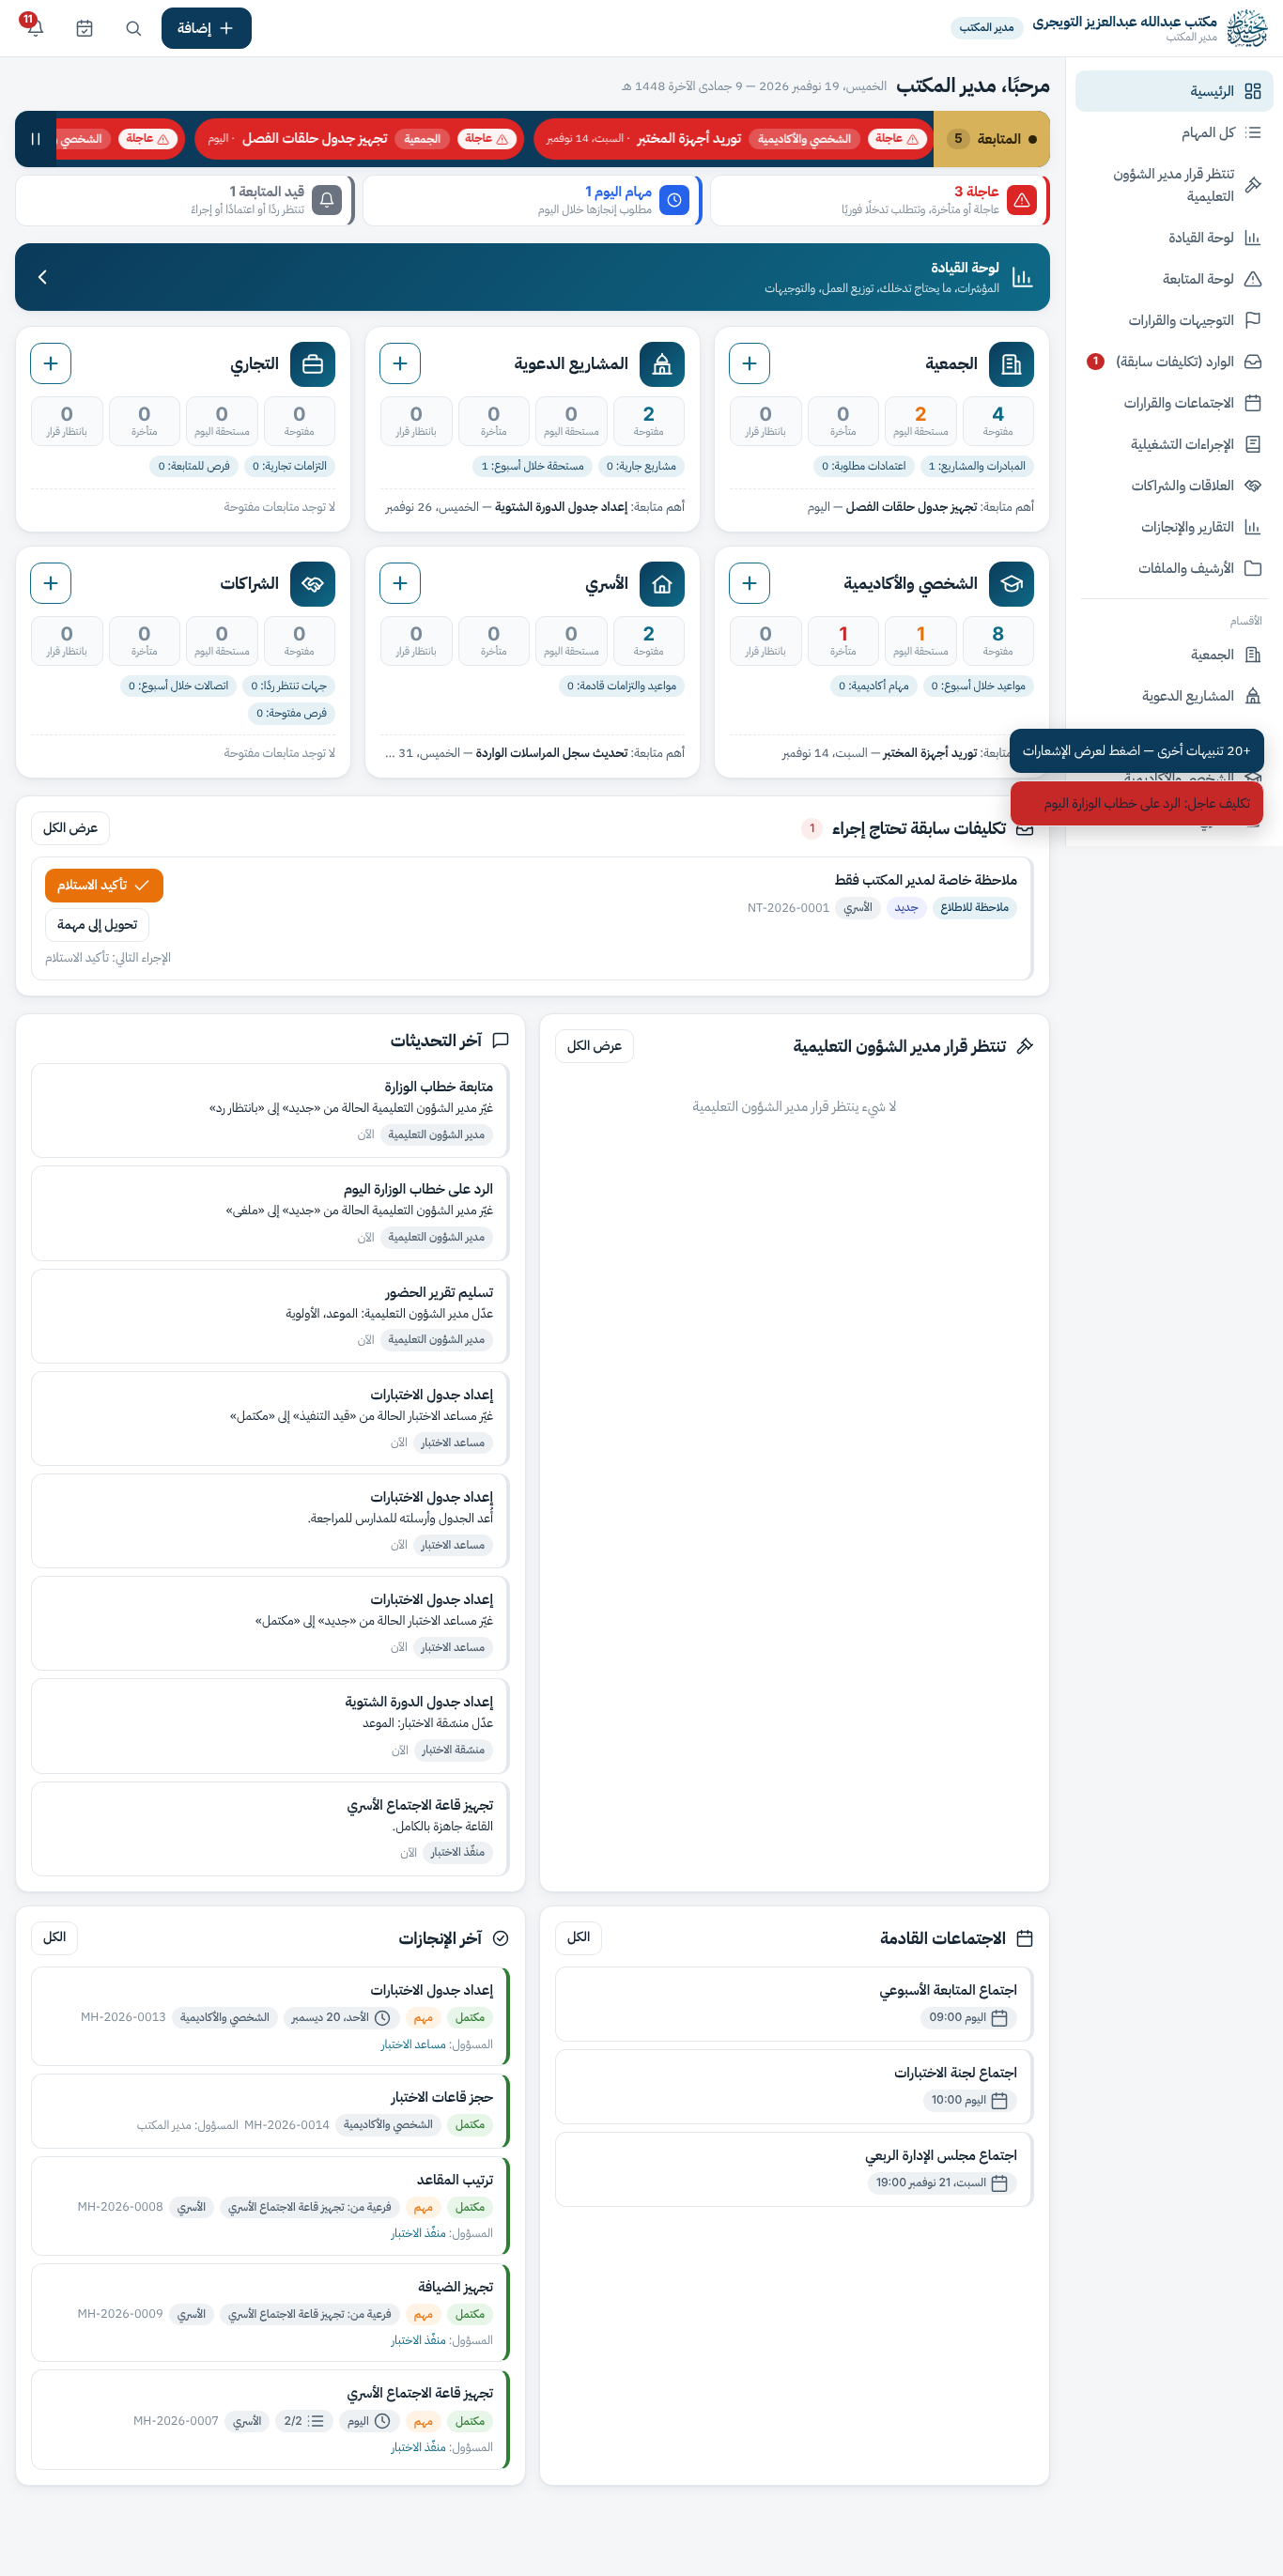 مكتب عبدالله عبدالعزيز التويجري
مدير المكتب
مدير المكتب
إضافة
11
الرئيسية
كل المهام
تنتظر قرار مدير الشؤون
التعليمية
لوحة القيادة
لوحة المتابعة
التوجيهات والقرارات
الوارد (تكليفات سابقة) 1
الاجتماعات والقرارات
الإجراءات التشغيلية
العلاقات والشراكات
التقارير والإنجازات
الأرشيف والملفات
الأقسام
الجمعية
المشاريع الدعوية
+20 تنبيهات أخرى — اضغط لعرض الإشعارات
تكليف عاجل: الرد على خطاب الوزارة اليوم
مرحبًا، مدير المكتب الخميس، 19 نوفمبر 2026 — 9 جمادى الآخرة 1448 هـ
المتابعة 5
عاجلة الشخصي والأكاديمية توريد أجهزة المختبر · السبت، 14 نوفمبر
عاجلة الجمعية تجهيز جدول حلقات الفصل · اليوم
عاجلة الشخصي
عاجلة 3
عاجلة أو متأخرة، وتتطلب تدخلًا فوريًا
مهام اليوم 1
مطلوب إنجازها خلال اليوم
قيد المتابعة 1
تنتظر ردًا أو اعتمادًا أو إجراءً
لوحة القيادة
المؤشرات، ما يحتاج تدخلك، توزيع العمل، والتوجيهات
الجمعية
4 2 0 0
مفتوحة مستحقة اليوم متأخرة بانتظار قرار
المبادرات والمشاريع: 1 اعتمادات مطلوبة: 0
أهم متابعة: تجهيز جدول حلقات الفصل — اليوم
المشاريع الدعوية
2 0 0 0
مفتوحة مستحقة اليوم متأخرة بانتظار قرار
مشاريع جارية: 0 مستحقة خلال أسبوع: 1
أهم متابعة: إعداد جدول الدورة الشتوية — الخميس، 26 نوفمبر
التجاري
0 0 0 0
مفتوحة مستحقة اليوم متأخرة بانتظار قرار
التزامات تجارية: 0 فرص للمتابعة: 0
لا توجد متابعات مفتوحة
الشخصي والأكاديمية
8 1 1 0
مفتوحة مستحقة اليوم متأخرة بانتظار قرار
مواعيد خلال أسبوع: 0 مهام أكاديمية: 0
متابعة: توريد أجهزة المختبر — السبت، 14 نوفمبر
الأسري
2 0 0 0
مفتوحة مستحقة اليوم متأخرة بانتظار قرار
مواعيد والتزامات قادمة: 0
أهم متابعة: تحديث سجل المراسلات الواردة — الخميس، 31 ...
الشراكات
0 0 0 0
مفتوحة مستحقة اليوم متأخرة بانتظار قرار
جهات تنتظر ردًا: 0 اتصالات خلال أسبوع: 0
فرص مفتوحة: 0
لا توجد متابعات مفتوحة
تكليفات سابقة تحتاج إجراء 1
عرض الكل
ملاحظة خاصة لمدير المكتب فقط
ملاحظة للاطلاع جديد الأسري NT-2026-0001
تأكيد الاستلام
تحويل إلى مهمة
الإجراء التالي: تأكيد الاستلام
تنتظر قرار مدير الشؤون التعليمية
عرض الكل
لا شيء ينتظر قرار مدير الشؤون التعليمية
آخر التحديثات
متابعة خطاب الوزارة
غيّر مدير الشؤون التعليمية الحالة من «جديد» إلى «بانتظار رد»
مدير الشؤون التعليمية الآن
الرد على خطاب الوزارة اليوم
غيّر مدير الشؤون التعليمية الحالة من «جديد» إلى «ملغى»
مدير الشؤون التعليمية الآن
تسليم تقرير الحضور
عدّل مدير الشؤون التعليمية: الموعد، الأولوية
مدير الشؤون التعليمية الآن
إعداد جدول الاختبارات
غيّر مساعد الاختبار الحالة من «قيد التنفيذ» إلى «مكتمل»
مساعد الاختبار الآن
إعداد جدول الاختبارات
أُعد الجدول وأرسلته للمدارس للمراجعة.
مساعد الاختبار الآن
إعداد جدول الاختبارات
غيّر مساعد الاختبار الحالة من «جديد» إلى «مكتمل»
مساعد الاختبار الآن
إعداد جدول الدورة الشتوية
عدّل منسّقة الاختبار: الموعد
منسّقة الاختبار الآن
تجهيز قاعة الاجتماع الأسري
القاعة جاهزة بالكامل.
منفّذ الاختبار الآن
الاجتماعات القادمة
الكل
اجتماع المتابعة الأسبوعي
اليوم 09:00
اجتماع لجنة الاختبارات
اليوم 10:00
اجتماع مجلس الإدارة الربعي
السبت، 21 نوفمبر 19:00
آخر الإنجازات
الكل
إعداد جدول الاختبارات
مكتمل مهم الأحد، 20 ديسمبر الشخصي والأكاديمية MH-2026-0013
المسؤول: مساعد الاختبار
حجز قاعات الاختبار
مكتمل الشخصي والأكاديمية MH-2026-0014 المسؤول: مدير المكتب
ترتيب المقاعد
مكتمل مهم فرعية من: تجهيز قاعة الاجتماع الأسري الأسري MH-2026-0008
المسؤول: منفّذ الاختبار
تجهيز الضيافة
مكتمل مهم فرعية من: تجهيز قاعة الاجتماع الأسري الأسري MH-2026-0009
المسؤول: منفّذ الاختبار
تجهيز قاعة الاجتماع الأسري
مكتمل مهم اليوم 2/2 الأسري MH-2026-0007
المسؤول: منفّذ الاختبار